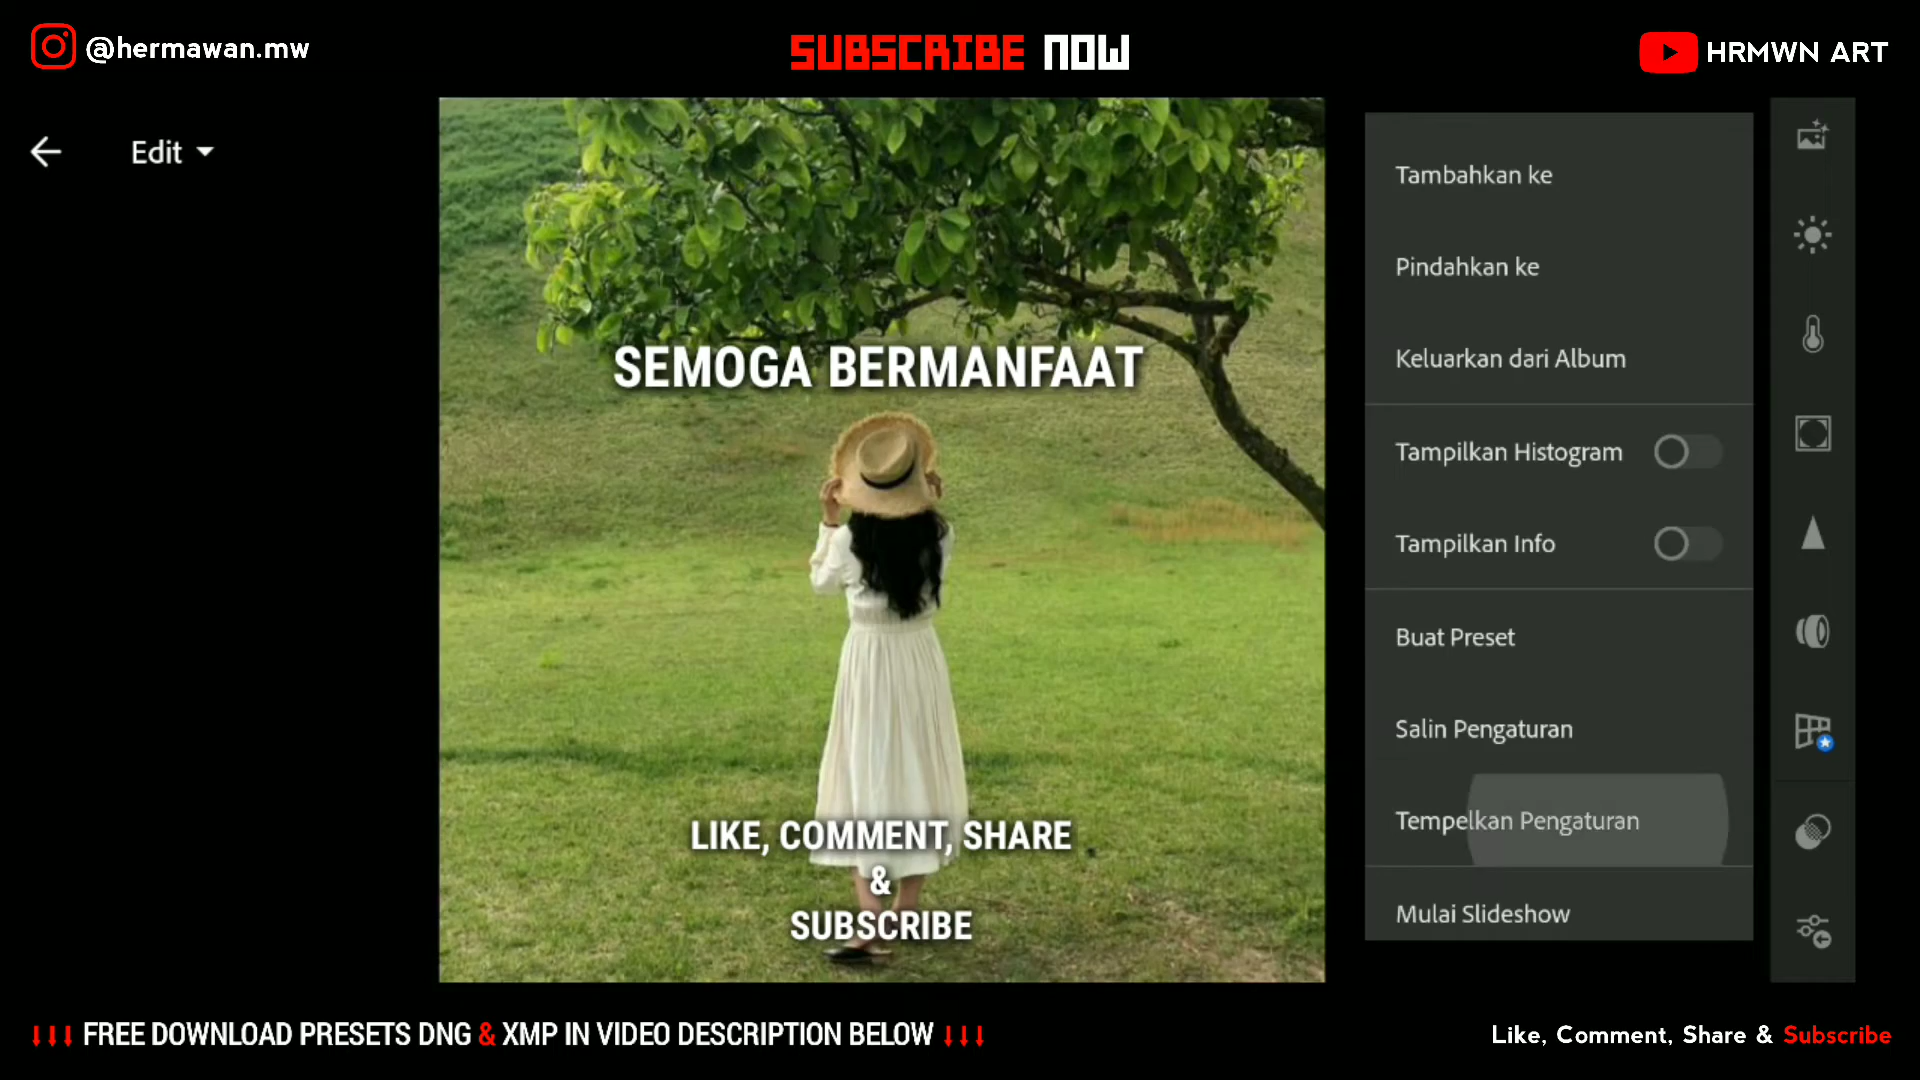 @hermawan.mw
SUBSCRIBE NOW
HRMWN ART
Edit
SEMOGA BERMANFAAT
LIKE, COMMENT, SHARE
&
SUBSCRIBE
Tambahkan ke
Pindahkan ke
Keluarkan dari Album
Tampilkan Histogram
Tampilkan Info
Buat Preset
Salin Pengaturan
Tempelkan Pengaturan
Mulai Slideshow
FREE DOWNLOAD PRESETS DNG & XMP IN VIDEO DESCRIPTION BELOW
Like, Comment, Share & Subscribe